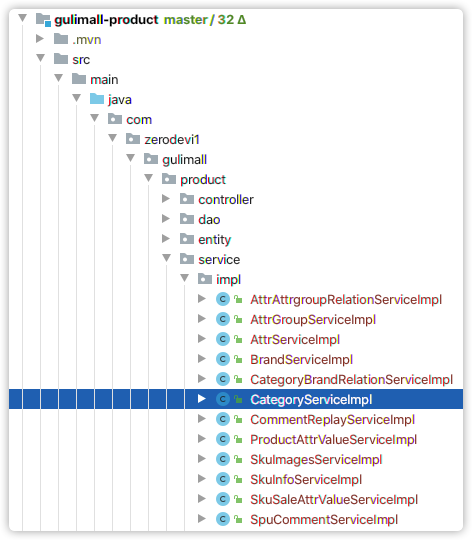 gulimall-product master / 32 Δ
.mvn
src
main
java
com
zerodevi1
gulimall
product
controller
dao
entity
service
impl
AttrAttrgroupRelationServiceImpl
AttrGroupServiceImpl
AttrServiceImpl
BrandServiceImpl
CategoryBrandRelationServiceImpl
CategoryServiceImpl
CommentReplayServiceImpl
ProductAttrValueServiceImpl
SkuImagesServiceImpl
SkuInfoServiceImpl
SkuSaleAttrValueServiceImpl
SpuCommentServiceImpl